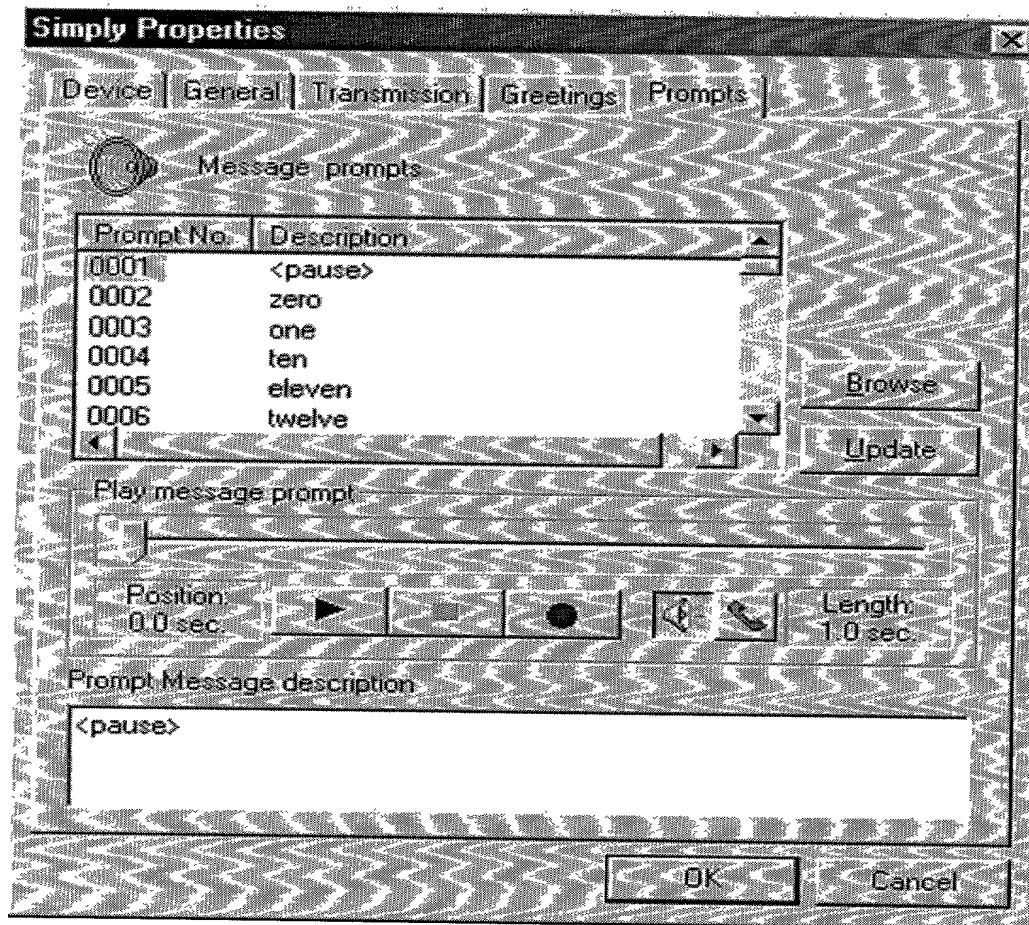 Simply Properties
Device General Transmission Greetings Prompts
Message prompts
Prompt No. Description
0001 <pause>
0002 zero
0003 one
0004 ten
0005 eleven
0006 twelve
Browse
Update
Play message prompt
Position:
0.0 sec.
Length:
1.0 sec.
Prompt Message description
<pause>
OK Cancel